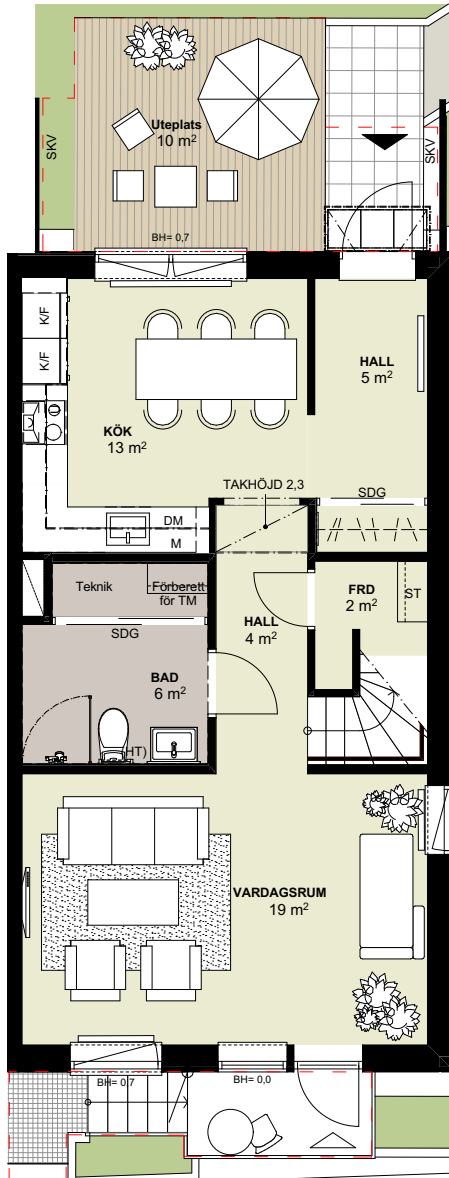 Uteplats
10 m²
SKV
SKV
BH= 0,7
K/F
K/F
HALL
5 m²
KÖK
13 m²
TAKHÖJD 2,3
SDG
DM
M
Teknik
Förberett
för TM
FRD
2 m²
ST
HALL
4 m²
SDG
BAD
6 m²
HT)
VARDAGSRUM
19 m²
BH= 0,7
BH= 0,0